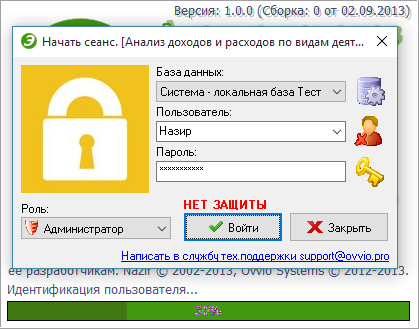 Версия: 1.0.0 (Сборка: 0 от 02.09.2013)
Начать сеанс. [Анализ доходов и расходов по видам деят...
База данных:
Система - локальная база Тест
Пользователь:
Назир
Пароль:
***********
НЕТ ЗАЩИТЫ
Роль:
Администратор
Войти
Закрыть
Написать в службу тех.поддержки support@ovvio.pro
ее разработчикам. Nazir © 2002-2013, Ovvio Systems © 2012-2013.
Идентификация пользователя...
30%